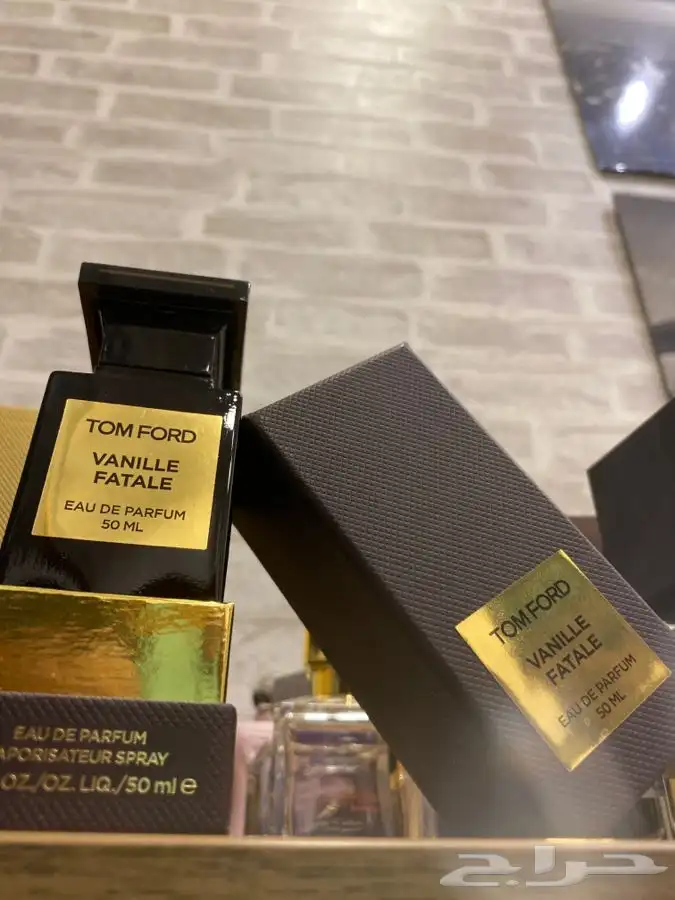 TOM FORD
VANILLE
FATALE
EAU DE PARFUM
50 ML
EAU DE PARFUM
APORISATEUR SPRAY
OZ./OZ. LIQ./50 ml e
TOM FORD
VANILLE
FATALE
EAU DE PARFUM
50 ML
حراج